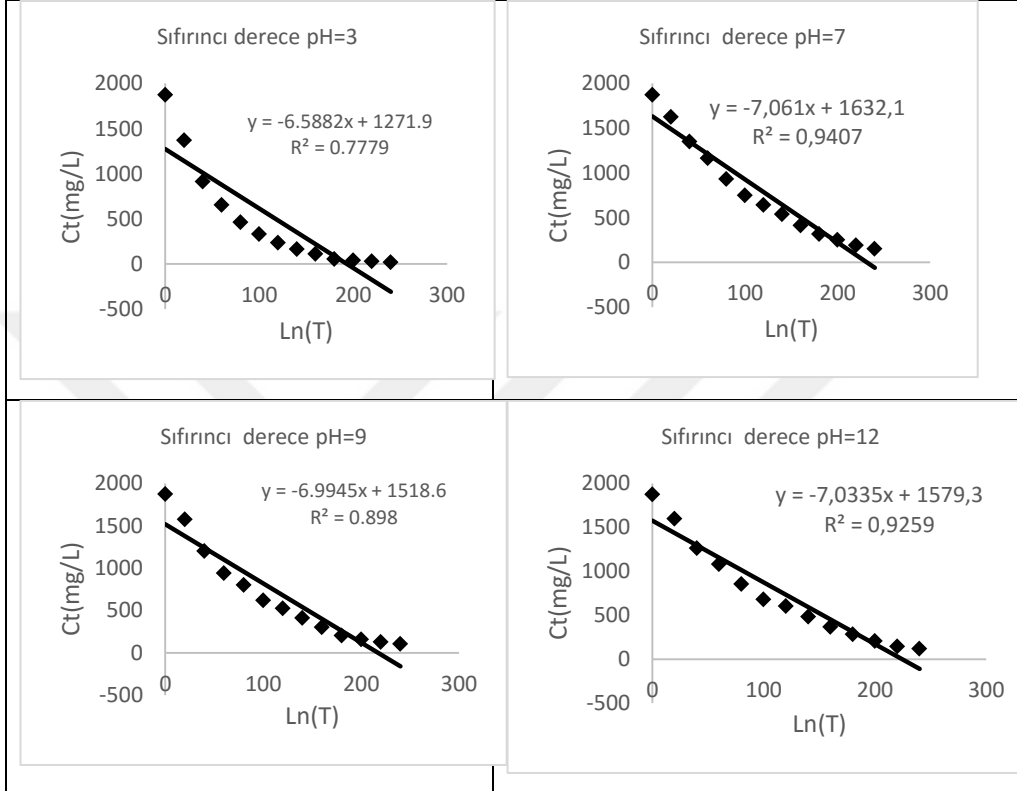 Sıfırıncı derece pH=3
y = -6.5882x + 1271.9
R² = 0.7779
2000
1500
1000
500
0
-500
0 100 200 300
Ct(mg/L)
Ln(T)
Sıfırıncı derece pH=7
y = -7,061x + 1632,1
R² = 0,9407
2000
1500
1000
500
0
-500
0 100 200 300
Ct(mg/L)
Ln(T)
Sıfırıncı derece pH=9
y = -6.9945x + 1518.6
R² = 0.898
2000
1500
1000
500
0
-500
0 100 200 300
Ct(mg/L)
Ln(T)
Sıfırıncı derece pH=12
y = -7,0335x + 1579,3
R² = 0,9259
2000
1500
1000
500
0
-500
0 100 200 300
Ct(mg/L)
Ln(T)